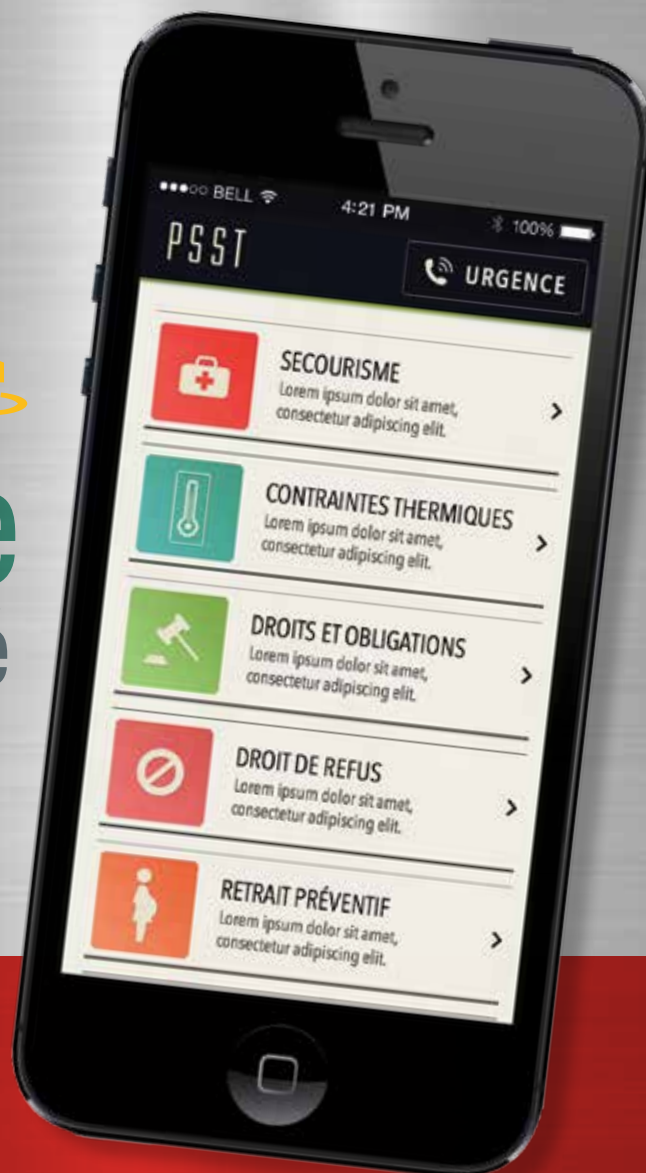 BELL 4:21 PM 100%
PSST
URGENCE
SECOURISME
Lorem ipsum dolor sit amet,
consectetur adipiscing elit.
CONTRAINTES THERMIQUES
Lorem ipsum dolor sit amet,
consectetur adipiscing elit.
DROITS ET OBLIGATIONS
Lorem ipsum dolor sit amet,
consectetur adipiscing elit.
DROIT DE REFUS
Lorem ipsum dolor sit amet,
consectetur adipiscing elit.
RETRAIT PRÉVENTIF
Lorem ipsum dolor sit amet,
consectetur adipiscing elit.
e
e